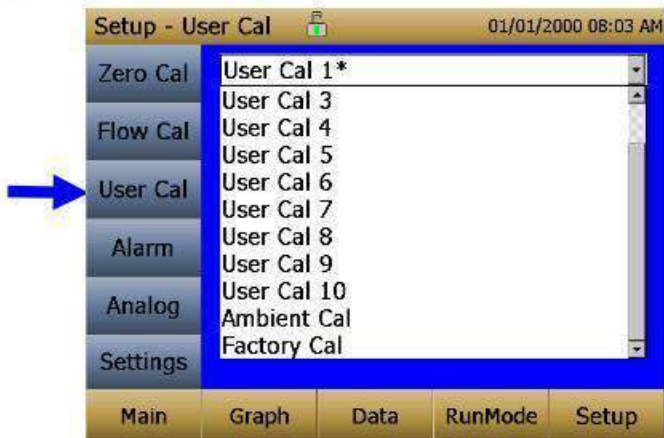 Setup - User Cal 01/01/2000 08:03 AM
Zero Cal
Flow Cal
User Cal
Alarm
Analog
Settings
User Cal 1*
User Cal 3
User Cal 4
User Cal 5
User Cal 6
User Cal 7
User Cal 8
User Cal 9
User Cal 10
Ambient Cal
Factory Cal
Main Graph Data RunMode Setup